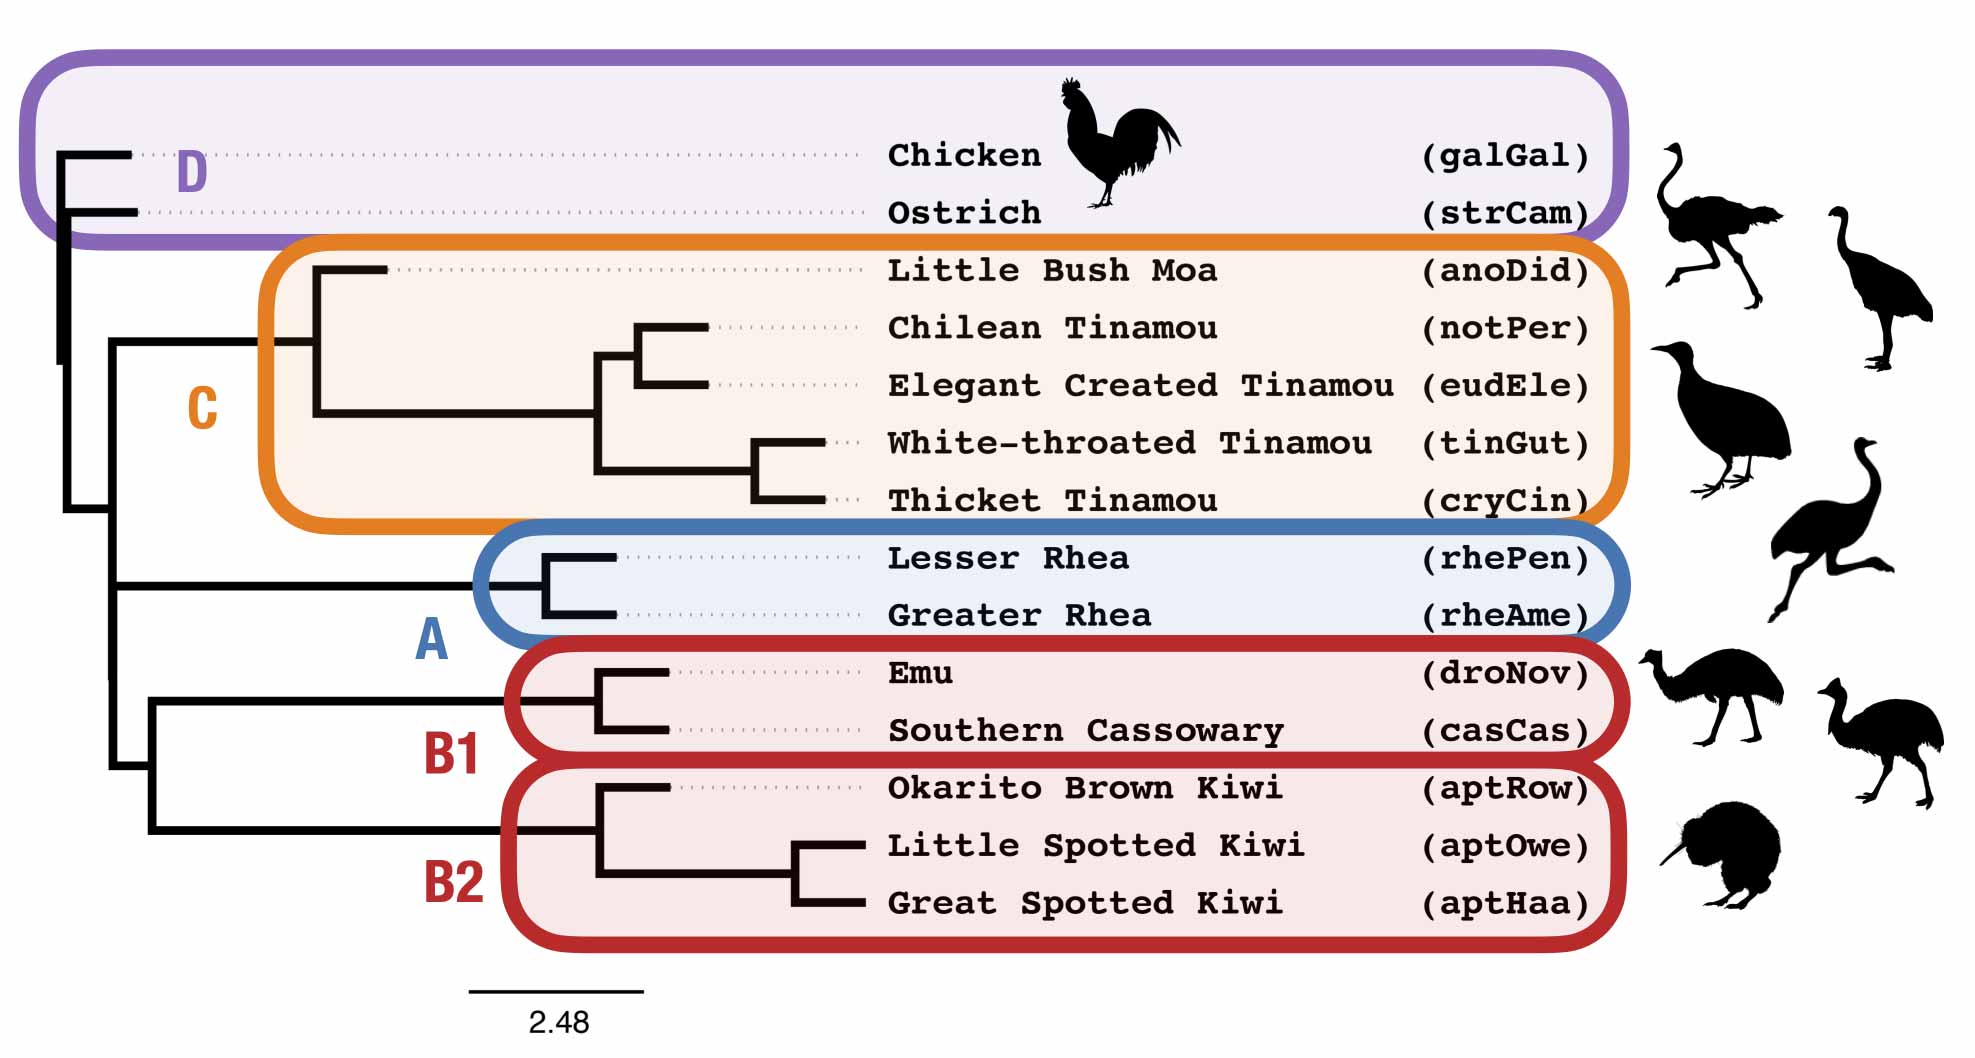 Chicken (galGal)
D
Ostrich (strCam)
Little Bush Moa (anoDid)
Chilean Tinamou (notPer)
Elegant Created Tinamou (eudEle)
C
White-throated Tinamou (tinGut)
Thicket Tinamou (cryCin)
Lesser Rhea (rhePen)
Greater Rhea (rheAme)
A
Emu (droNov)
Southern Cassowary (casCas)
B1
Okarito Brown Kiwi (aptRow)
Little Spotted Kiwi (aptOwe)
B2
Great Spotted Kiwi (aptHaa)
2.48